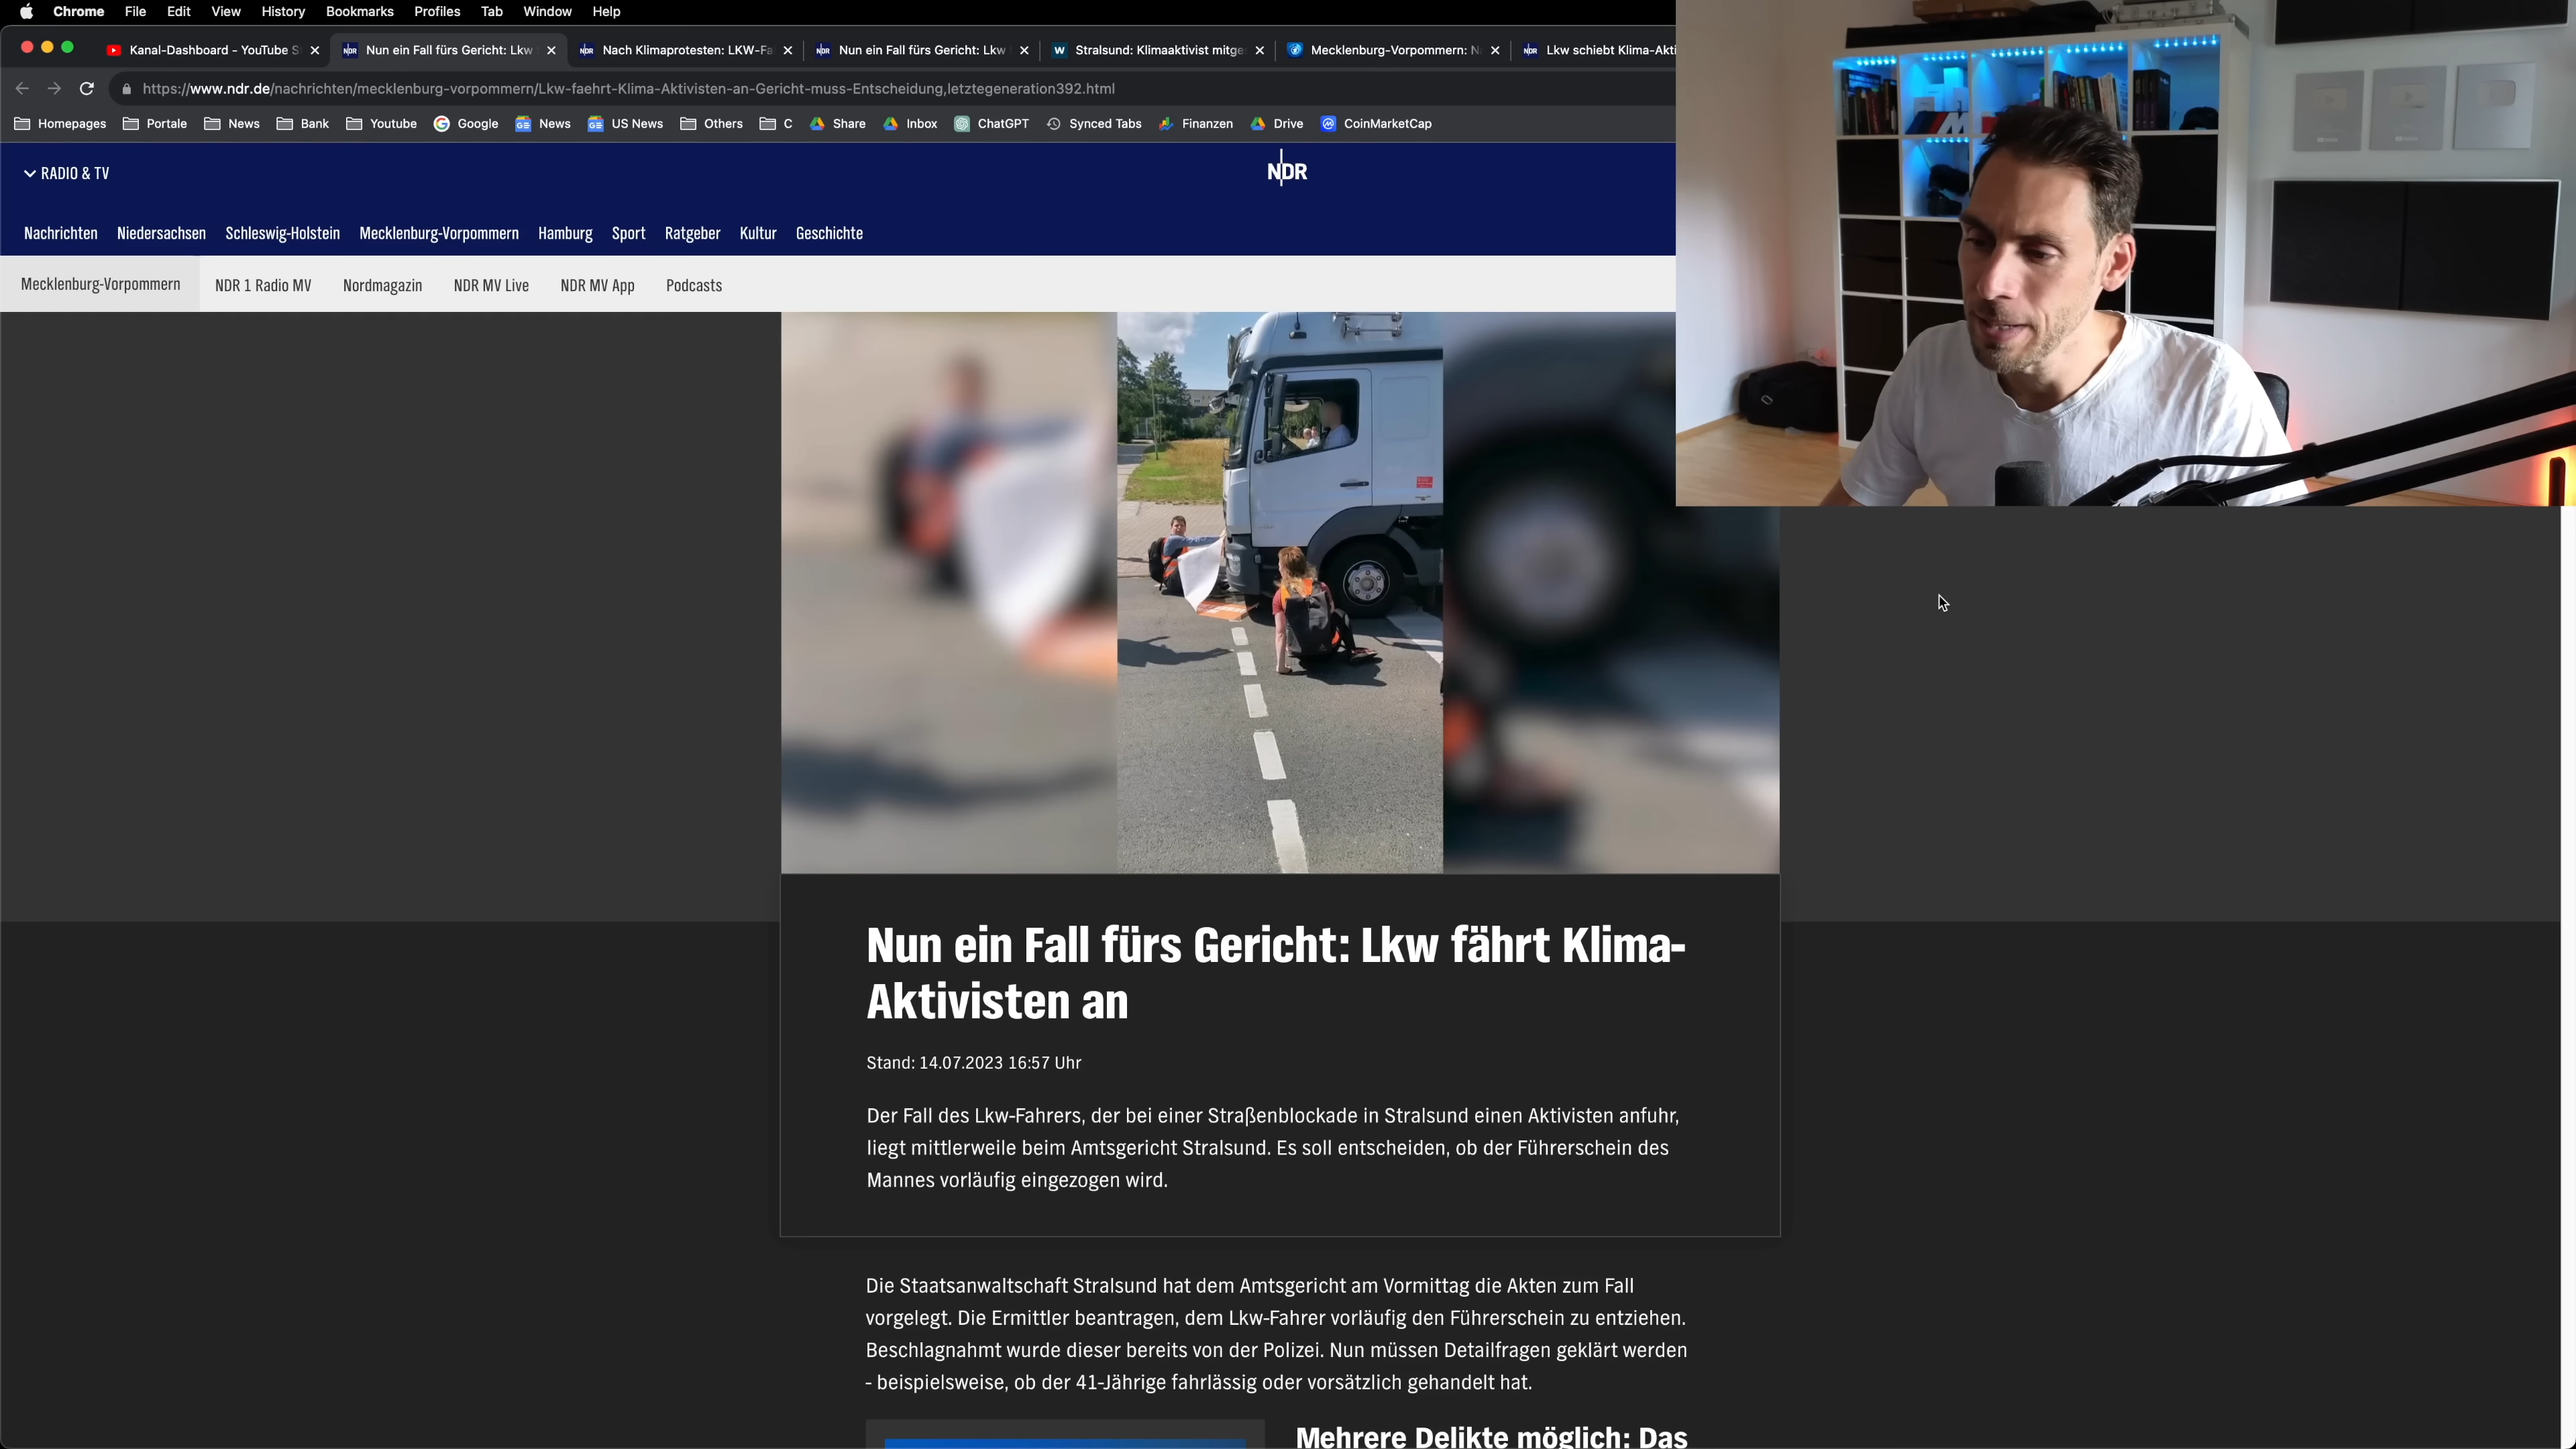 Chrome File Edit View History Bookmarks Profiles Tab Window Help
Kanal-Dashboard - YouTube S Nun ein Fall fürs Gericht: Lkw Nach Klimaprotesten: LKW-Fa Nun ein Fall fürs Gericht: Lkw Stralsund: Klimaaktivist mitge Mecklenburg-Vorpommern: N Lkw schiebt Klima-Akti
https://www.ndr.de/nachrichten/mecklenburg-vorpommern/Lkw-faehrt-Klima-Aktivisten-an-Gericht-muss-Entscheidung,letztegeneration392.html
Homepages Portale News Bank Youtube Google News US News Others C Share Inbox ChatGPT Synced Tabs Finanzen Drive CoinMarketCap
RADIO & TV NDR
Nachrichten Niedersachsen Schleswig-Holstein Mecklenburg-Vorpommern Hamburg Sport Ratgeber Kultur Geschichte
Mecklenburg-Vorpommern NDR 1 Radio MV Nordmagazin NDR MV Live NDR MV App Podcasts
Nun ein Fall fürs Gericht: Lkw fährt Klima-
Aktivisten an
Stand: 14.07.2023 16:57 Uhr
Der Fall des Lkw-Fahrers, der bei einer Straßenblockade in Stralsund einen Aktivisten anfuhr,
liegt mittlerweile beim Amtsgericht Stralsund. Es soll entscheiden, ob der Führerschein des
Mannes vorläufig eingezogen wird.
Die Staatsanwaltschaft Stralsund hat dem Amtsgericht am Vormittag die Akten zum Fall
vorgelegt. Die Ermittler beantragen, dem Lkw-Fahrer vorläufig den Führerschein zu entziehen.
Beschlagnahmt wurde dieser bereits von der Polizei. Nun müssen Detailfragen geklärt werden
- beispielsweise, ob der 41-Jährige fahrlässig oder vorsätzlich gehandelt hat.
Mehrere Delikte möglich: Das